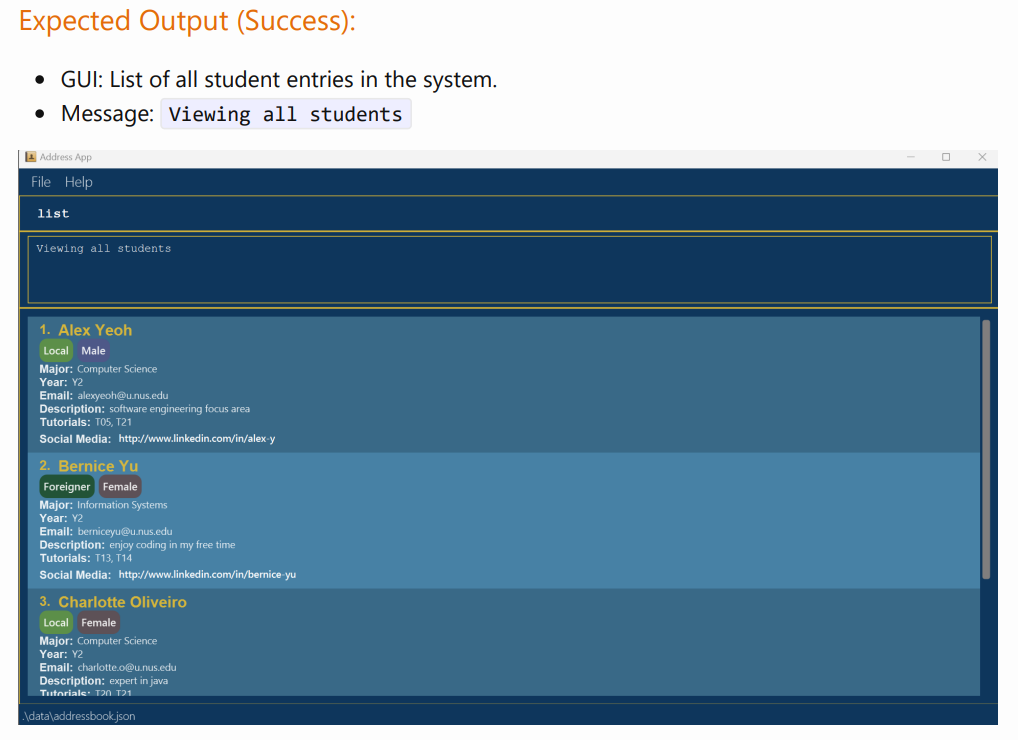 Expected Output (Success):
GUI: List of all student entries in the system.
Message: Viewing all students
Address App
File Help
list
Viewing all students
1. Alex Yeoh
Local Male
Major: Computer Science
Year: Y2
Email: alexyeoh@u.nus.edu
Description: software engineering focus area
Tutorials: T05, T21
Social Media: http://www.linkedin.com/in/alex-y
2. Bernice Yu
Foreigner Female
Major: Information Systems
Year: Y2
Email: berniceyu@u.nus.edu
Description: enjoy coding in my free time
Tutorials: T13, T14
Social Media: http://www.linkedin.com/in/bernice-yu
3. Charlotte Oliveiro
Local Female
Major: Computer Science
Year: Y2
Email: charlotte.o@u.nus.edu
Description: expert in java
Tutorials: T20, T21
.\data\addressbook.json